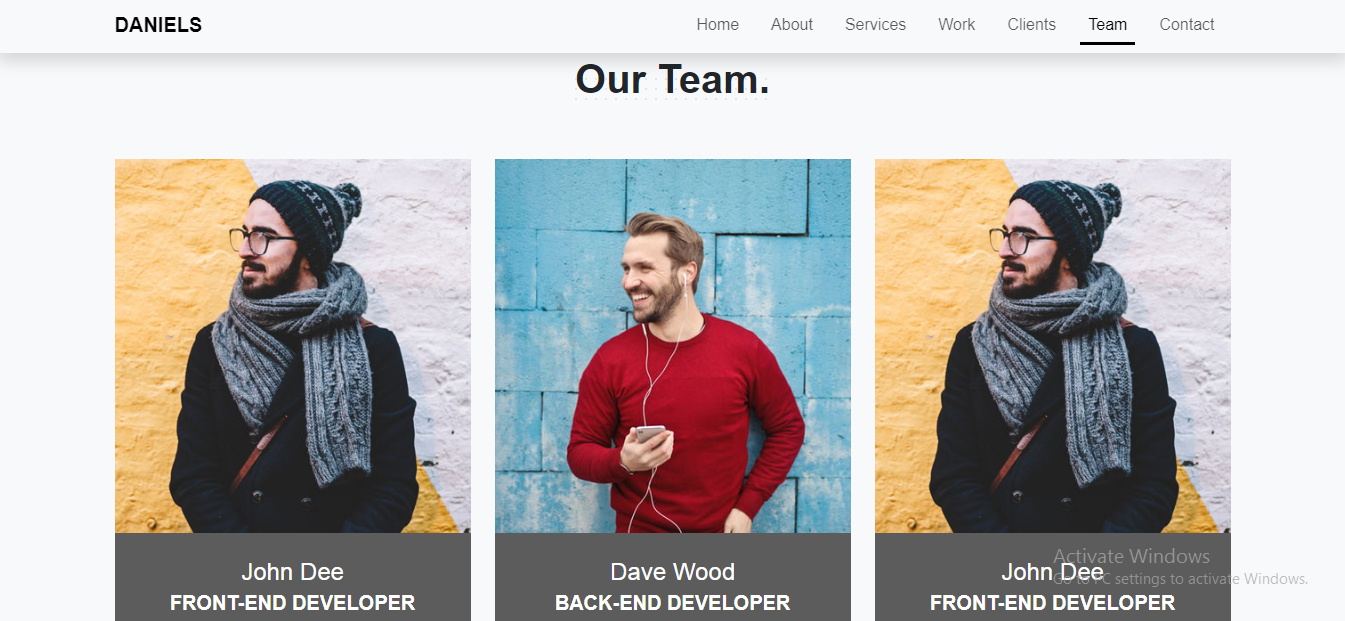 DANIELS
Home About Services Work Clients Team Contact
Our Team.
John Dee
FRONT-END DEVELOPER
Dave Wood
BACK-END DEVELOPER
John Dee
FRONT-END DEVELOPER
Activate Windows
Go to PC settings to activate Windows.